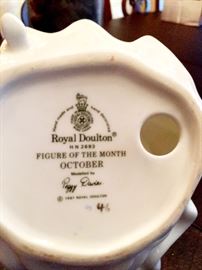 Royal Doulton®
HN 2693
FIGURE OF THE MONTH
OCTOBER
Modelled by
Peggy Davies
© 1987 ROYAL DOULTON